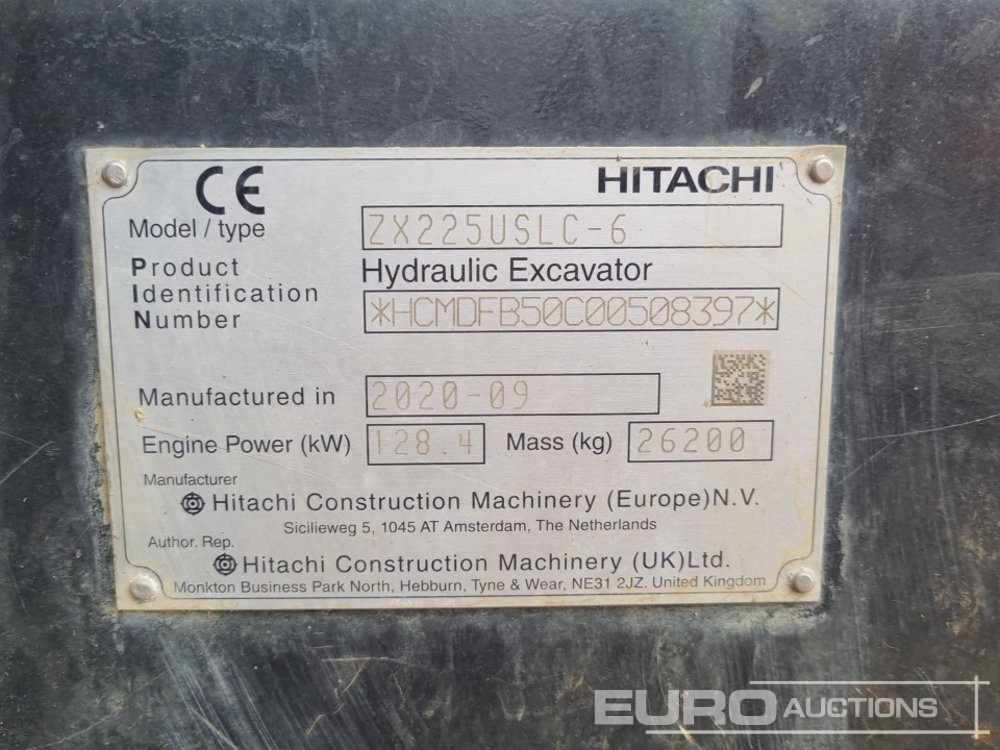 CE HITACHI
Model / type ZX225USLC-6
Product Hydraulic Excavator
Identification
Number *HCMDFB50C00508397*
Manufactured in 2020-09
Engine Power (kW) 128.4 Mass (kg) 26200
Manufacturer
Hitachi Construction Machinery (Europe)N.V.
Sicilieweg 5, 1045 AT Amsterdam, The Netherlands
Author. Rep.
Hitachi Construction Machinery (UK)Ltd.
Monkton Business Park North, Hebburn, Tyne & Wear, NE31 2JZ. United Kingdom
EURO AUCTIONS